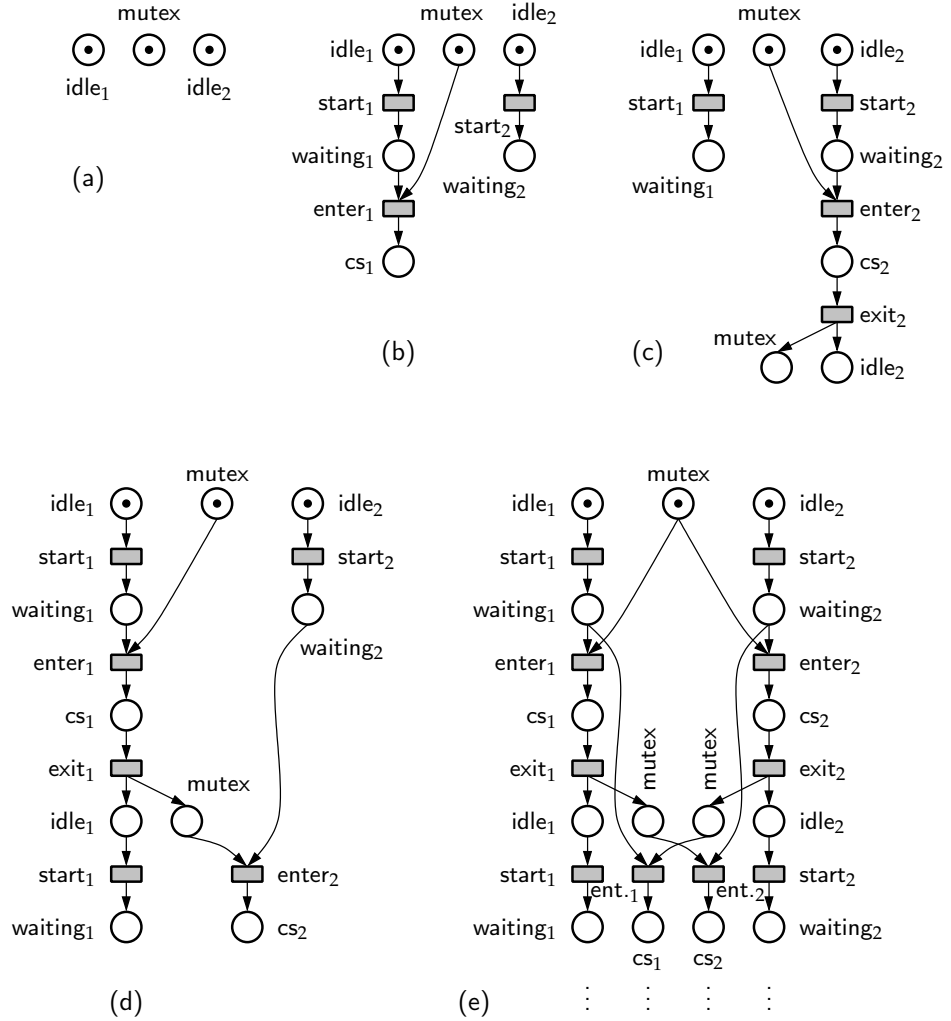 mutex
idle₁ idle₂
(a)
mutex idle₂
idle₁
start₁
start₂
waiting₁
waiting₂
enter₁
cs₁
(b)
mutex
idle₁ idle₂
start₁ start₂
waiting₂
waiting₁
enter₂
cs₂
exit₂
mutex
idle₂
(c)
mutex
idle₁ idle₂
start₁ start₂
waiting₁
waiting₂
enter₁
cs₁
exit₁
mutex
idle₁
start₁ enter₂
waiting₁ cs₂
(d)
mutex
idle₁ idle₂
start₁ start₂
waiting₁ waiting₂
enter₁ enter₂
cs₁ cs₂
mutex mutex
exit₁ exit₂
idle₁ idle₂
start₁ start₂
ent.₁ ent.₂
waiting₁ waiting₂
cs₁ cs₂
⋮ ⋮ ⋮ ⋮
(e)